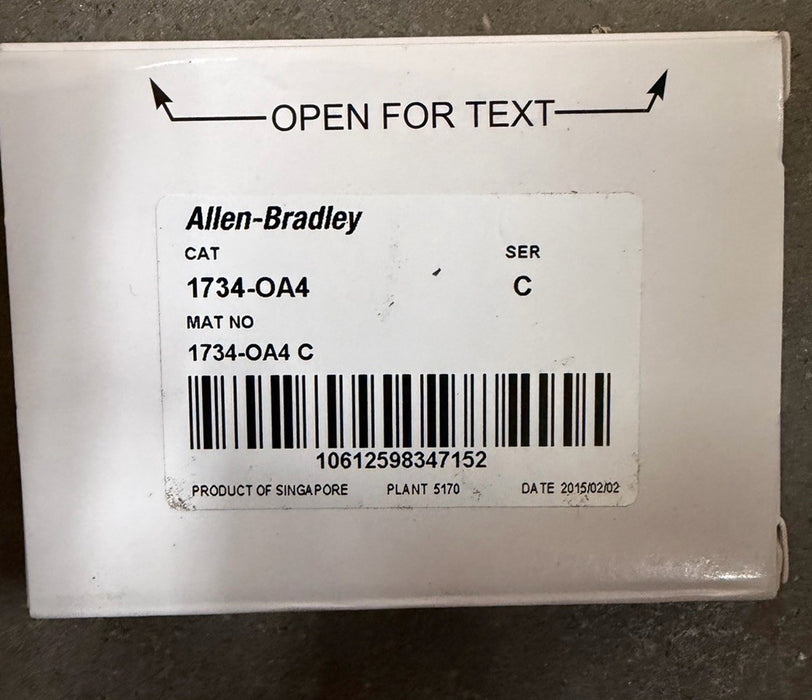 OPEN FOR TEXT
Allen-Bradley
CAT SER
1734-OA4 C
MAT NO
1734-OA4 C
10612598347152
PRODUCT OF SINGAPORE PLANT 5170 DATE 2015/02/02